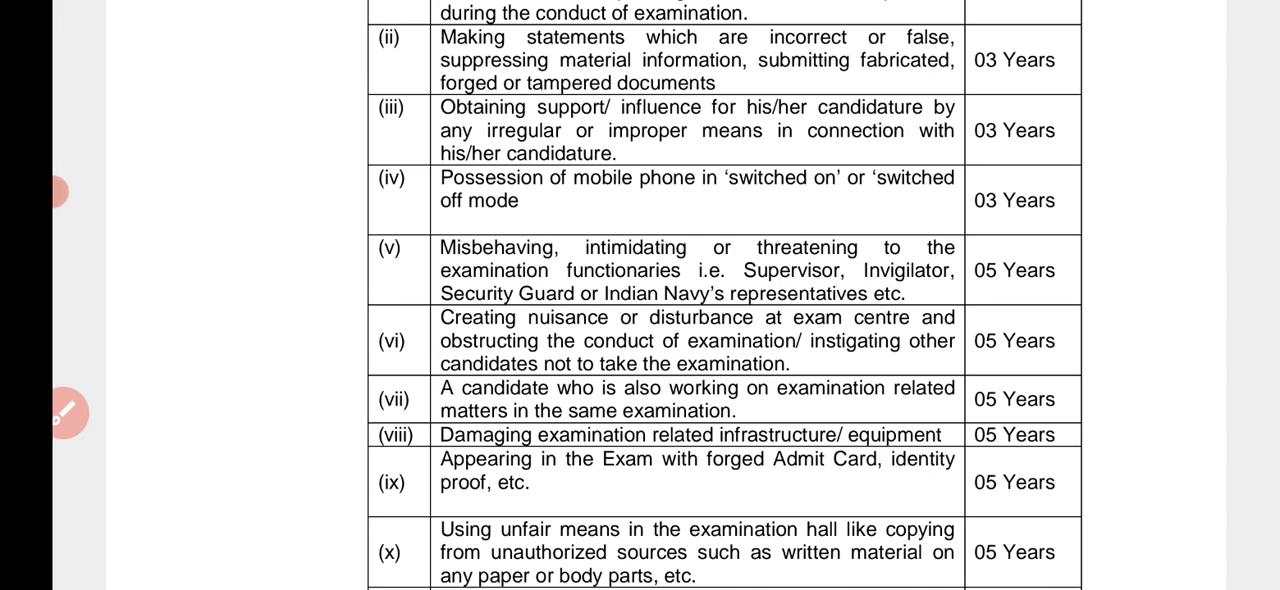 during the conduct of examination.
(ii) Making statements which are incorrect or false,
suppressing material information, submitting fabricated, 03 Years
forged or tampered documents
(iii) Obtaining support/ influence for his/her candidature by
any irregular or improper means in connection with 03 Years
his/her candidature.
(iv) Possession of mobile phone in ‘switched on’ or ‘switched
off mode 03 Years
(v) Misbehaving, intimidating or threatening to the
examination functionaries i.e. Supervisor, Invigilator, 05 Years
Security Guard or Indian Navy’s representatives etc.
Creating nuisance or disturbance at exam centre and
(vi) obstructing the conduct of examination/ instigating other 05 Years
candidates not to take the examination.
(vii) A candidate who is also working on examination related 05 Years
matters in the same examination.
(viii) Damaging examination related infrastructure/ equipment 05 Years
Appearing in the Exam with forged Admit Card, identity
(ix) proof, etc. 05 Years
Using unfair means in the examination hall like copying
(x) from unauthorized sources such as written material on 05 Years
any paper or body parts, etc.